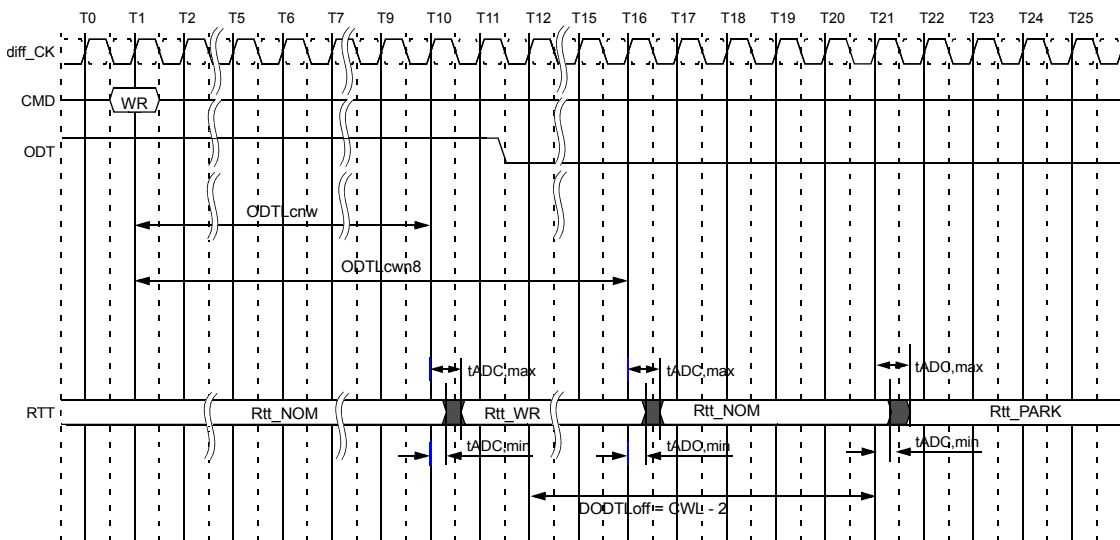 T0 T1 T2 T5 T6 T7 T9 T10 T11 T12 T15 T16 T17 T18 T19 T20 T21 T22 T23 T24 T25
diff_CK
CMD WR
ODT
ODTLcnw
ODTLcwn8
tADC,max tADC,max tADO,max
RTT Rtt_NOM Rtt_WR Rtt_NOM Rtt_PARK
tADC,min tADO,min tADC,min
DODTLoff = CWL - 2